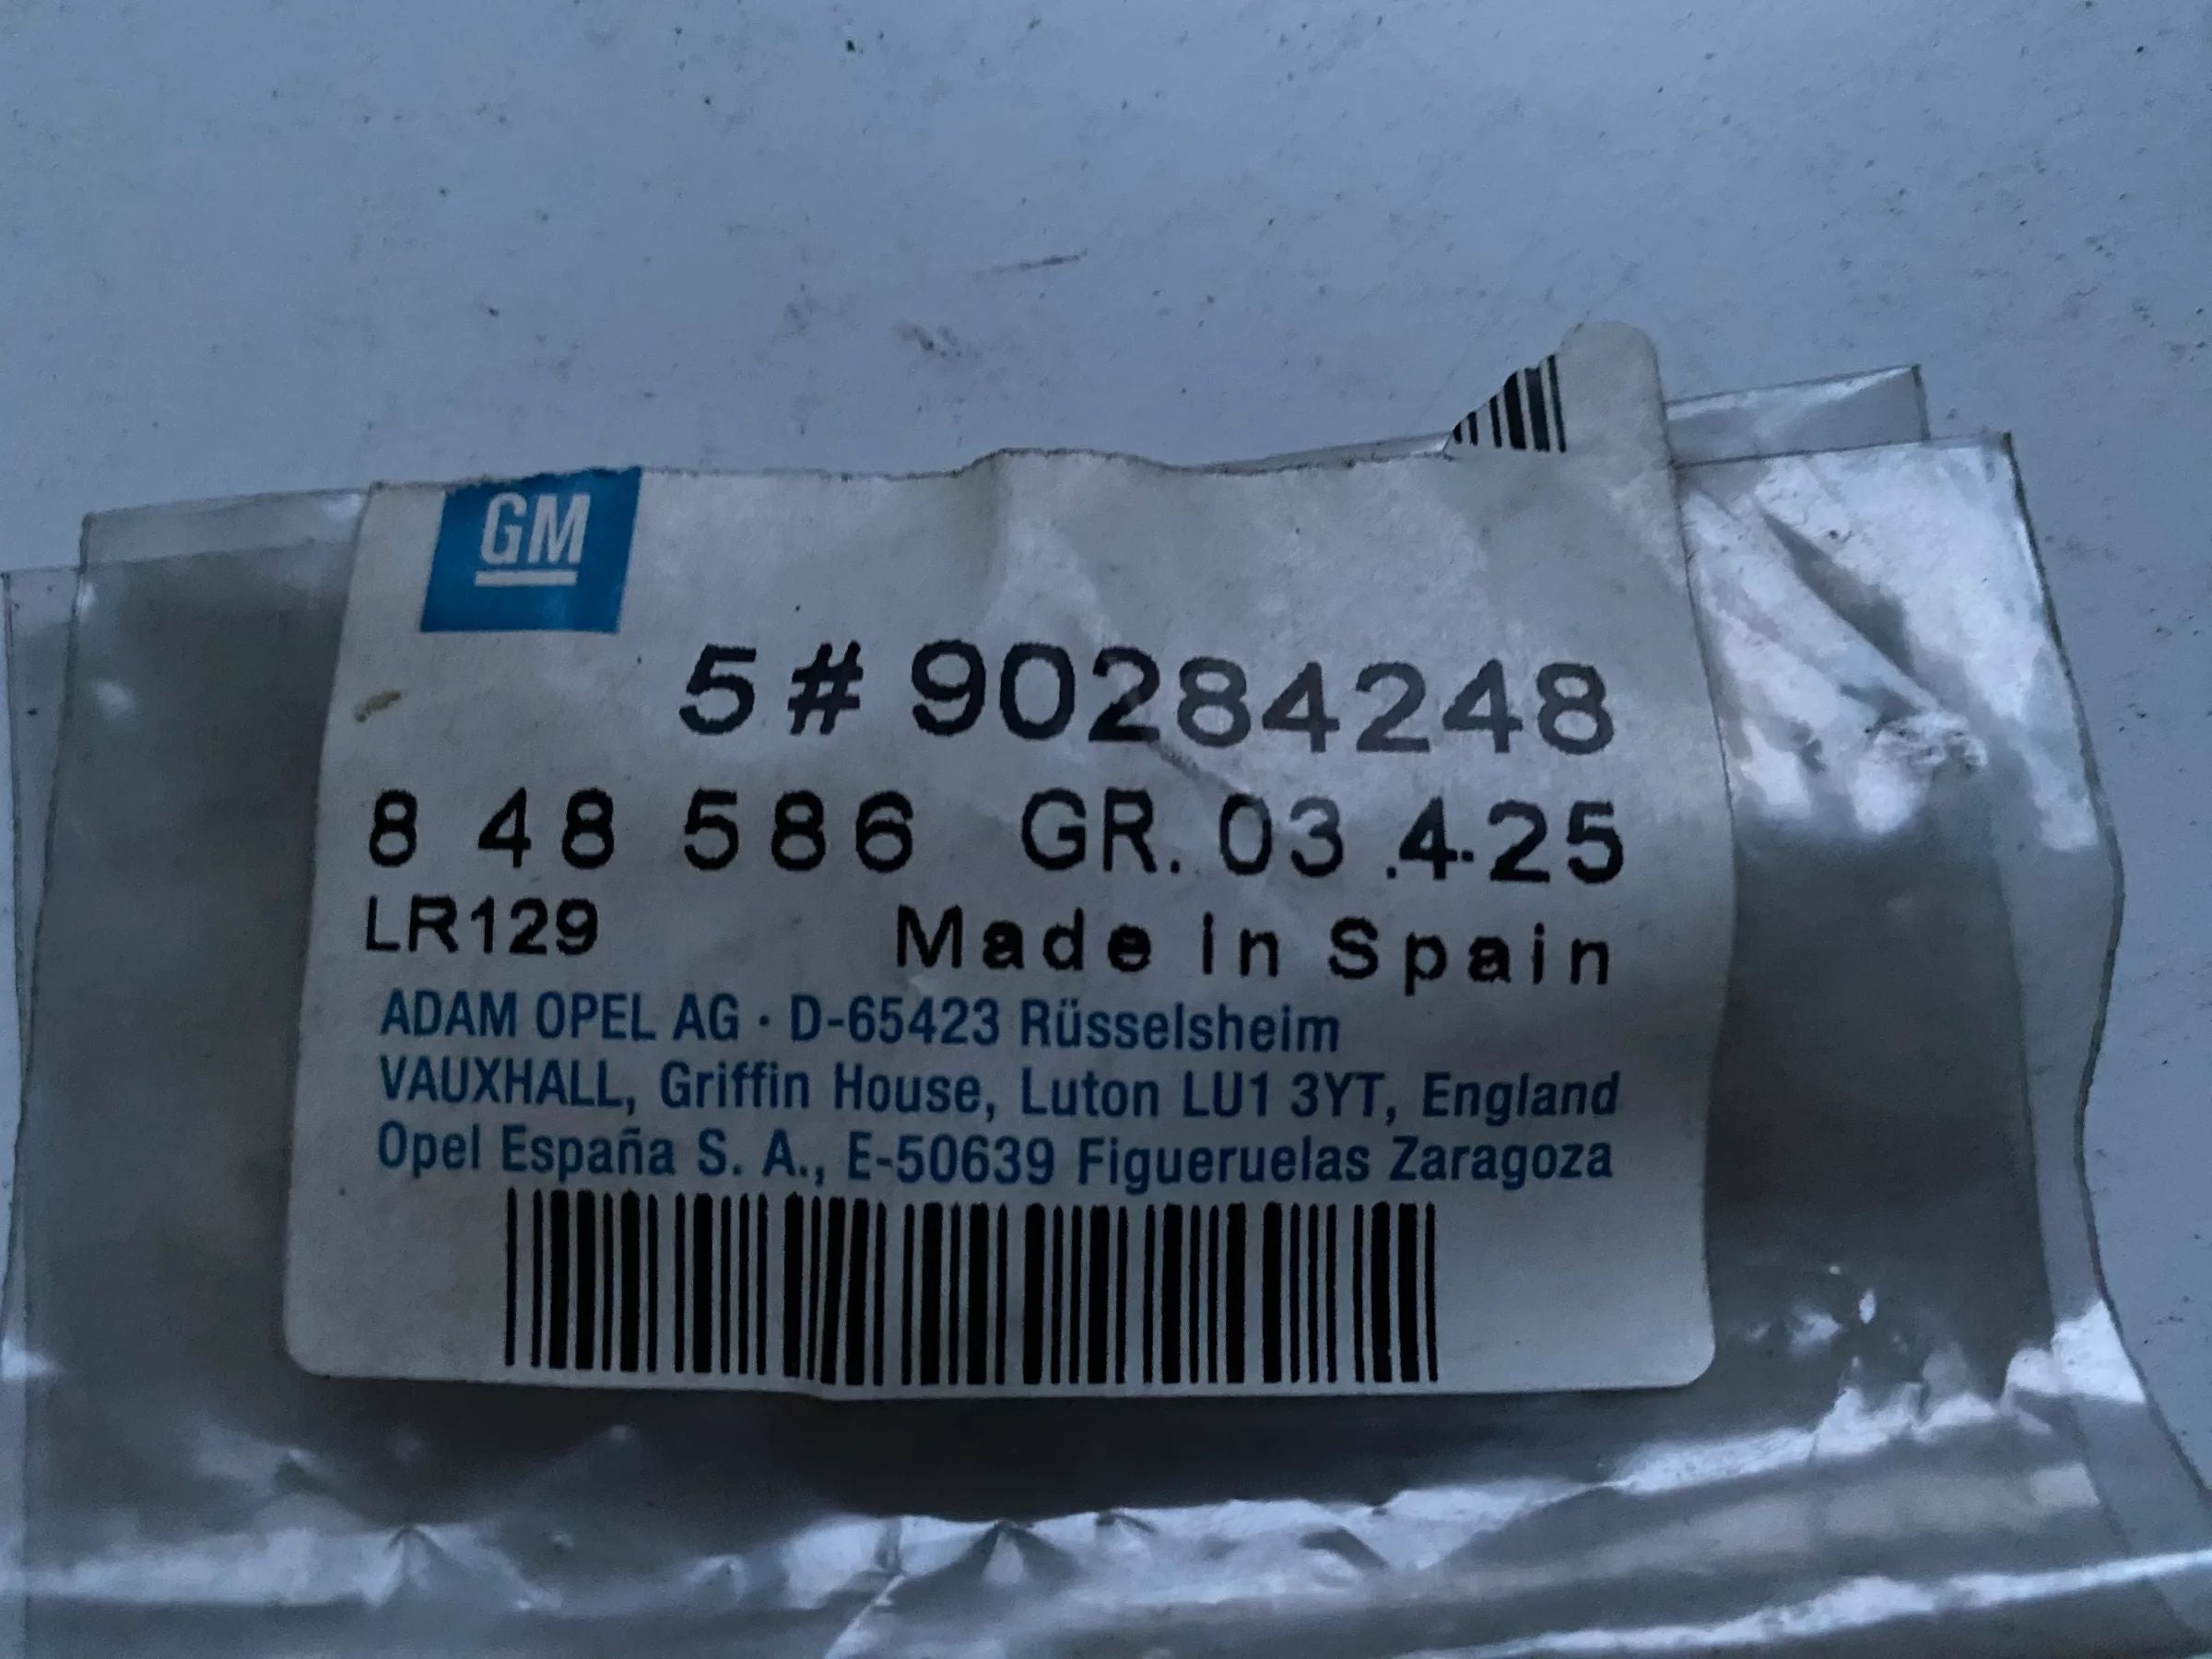 GM
5# 90284248
8 48 586 GR. 03.4.25
LR129 Made in Spain
ADAM OPEL AG · D-65423 Rüsselsheim
VAUXHALL, Griffin House, Luton LU1 3YT, England
Opel España S. A., E-50639 Figueruelas Zaragoza